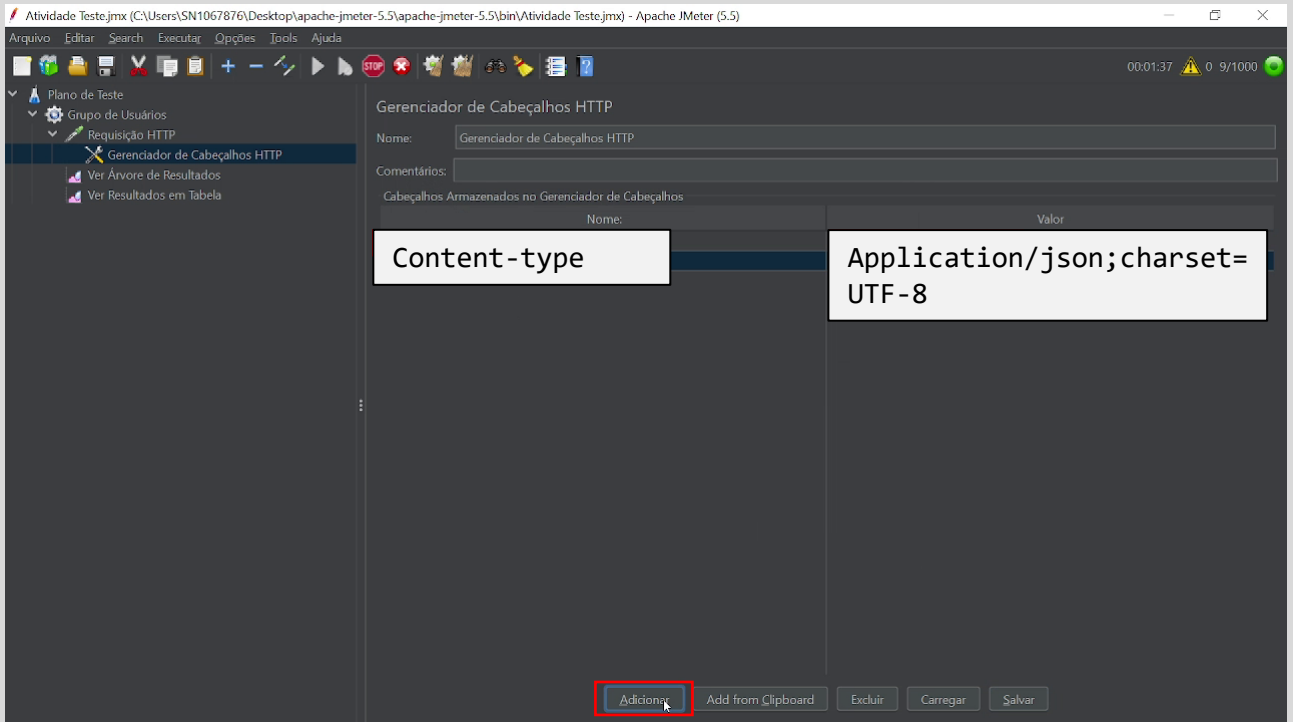 Atividade Teste.jmx (C:\Users\SN1067876\Desktop\apache-jmeter-5.5\apache-jmeter-5.5\bin\Atividade Teste.jmx) - Apache JMeter (5.5)
Arquivo Editar Search Executar Opções Tools Ajuda
STOP
00:01:37 0 9/1000
Plano de Teste
Grupo de Usuários
Requisição HTTP
Gerenciador de Cabeçalhos HTTP
Ver Árvore de Resultados
Ver Resultados em Tabela
Gerenciador de Cabeçalhos HTTP
Nome: Gerenciador de Cabeçalhos HTTP
Comentários:
Cabeçalhos Armazenados no Gerenciador de Cabeçalhos
Nome: Valor
Content-type
Application/json;charset=
UTF-8
Adicionar Add from Clipboard Excluir Carregar Salvar